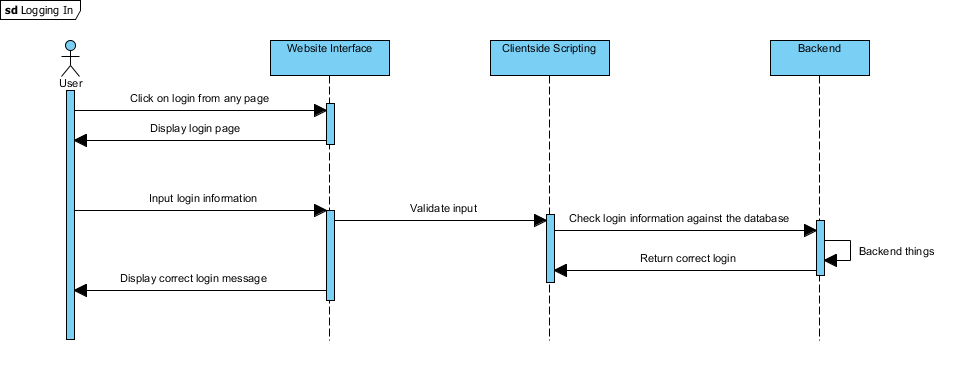 sd Logging In
Website Interface
Clientside Scripting
Backend
User
Click on login from any page
Display login page
Input login information
Validate input
Check login information against the database
Backend things
Return correct login
Display correct login message